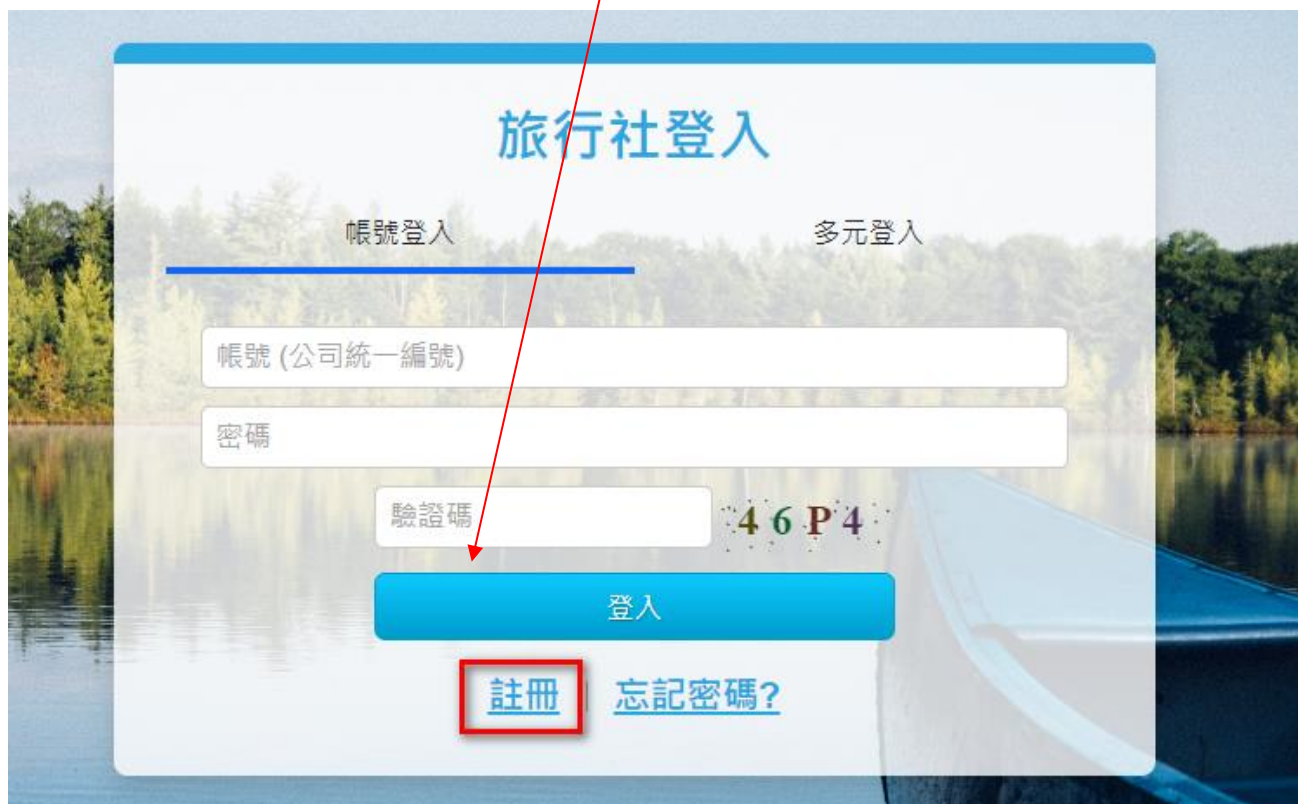 旅行社登入
帳號登入 多元登入
帳號 (公司統一編號)
密碼
驗證碼 46P4
登入
註冊 | 忘記密碼?